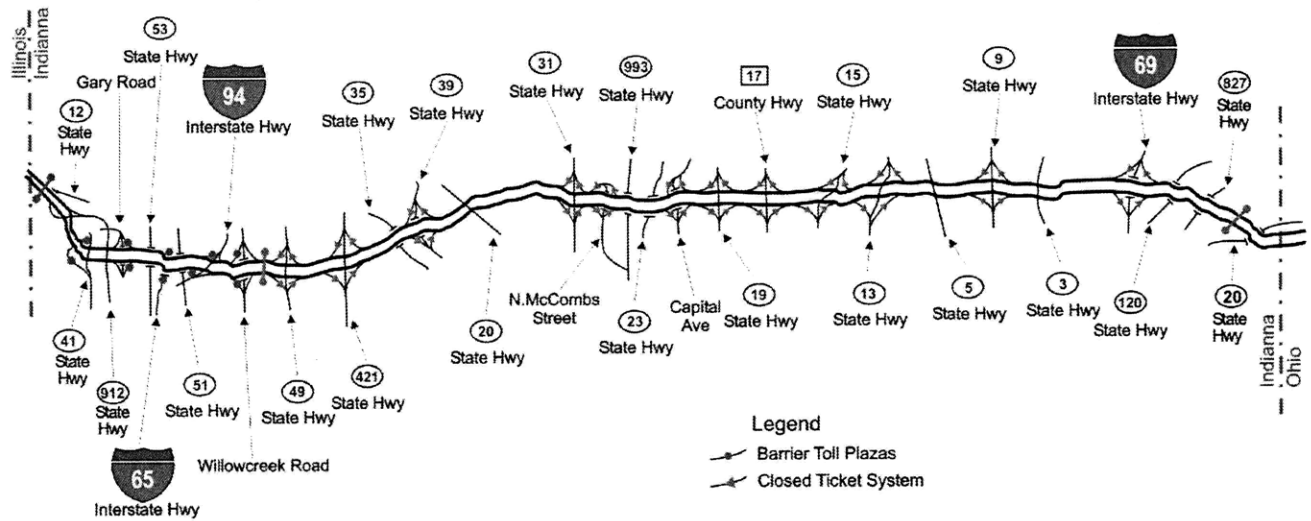 Illinois
Indianna
12
State
Hwy
Gary Road
53
State Hwy
94
Interstate Hwy
35
State Hwy
39
State Hwy
31
State Hwy
993
State Hwy
17
County Hwy
15
State Hwy
9
State Hwy
69
Interstate Hwy
827
State
Hwy
41
State
Hwy
912
State
Hwy
65
Interstate Hwy
51
State Hwy
Willowcreek Road
49
State Hwy
421
State Hwy
20
State Hwy
N.McCombs
Street
23
State Hwy
Capital
Ave
19
State Hwy
13
State Hwy
5
State Hwy
3
State Hwy
120
State Hwy
20
State
Hwy
Indianna
Ohio
Legend
Barrier Toll Plazas
Closed Ticket System